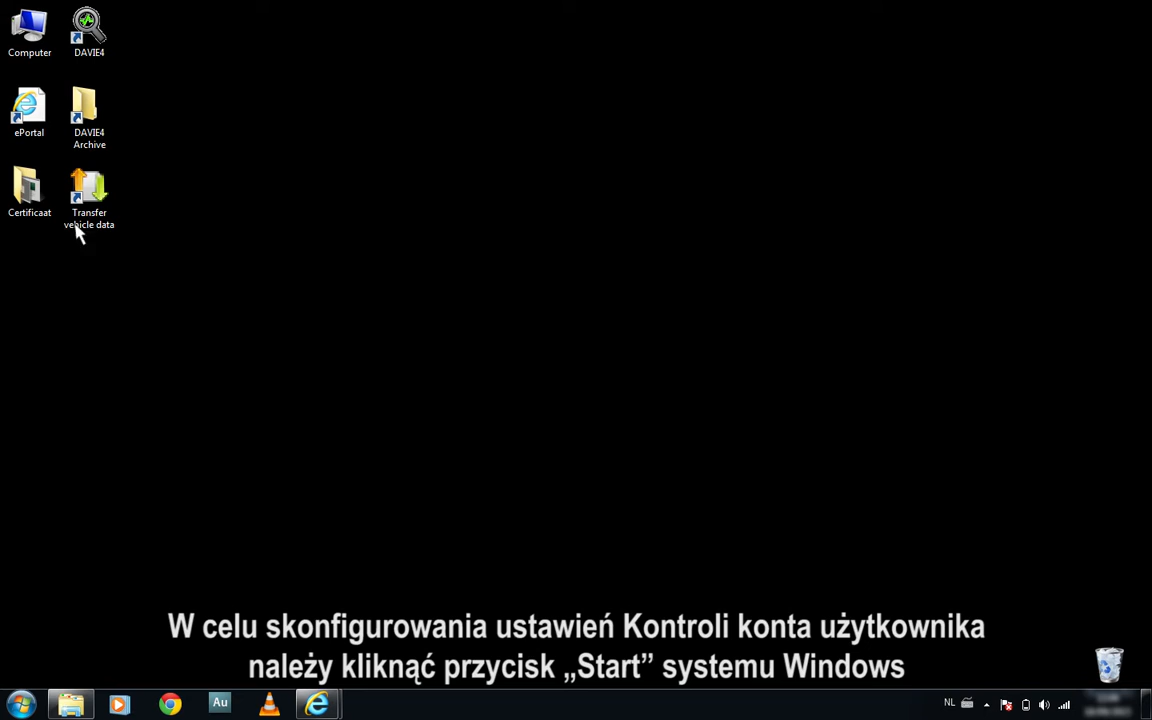 Computer
DAVIE4
ePortal
DAVIE4
Archive
Certificaat
Transfer
vehicle data
W celu skonfigurowania ustawień Kontroli konta użytkownika
należy kliknąć przycisk „Start” systemu Windows
Au
NL